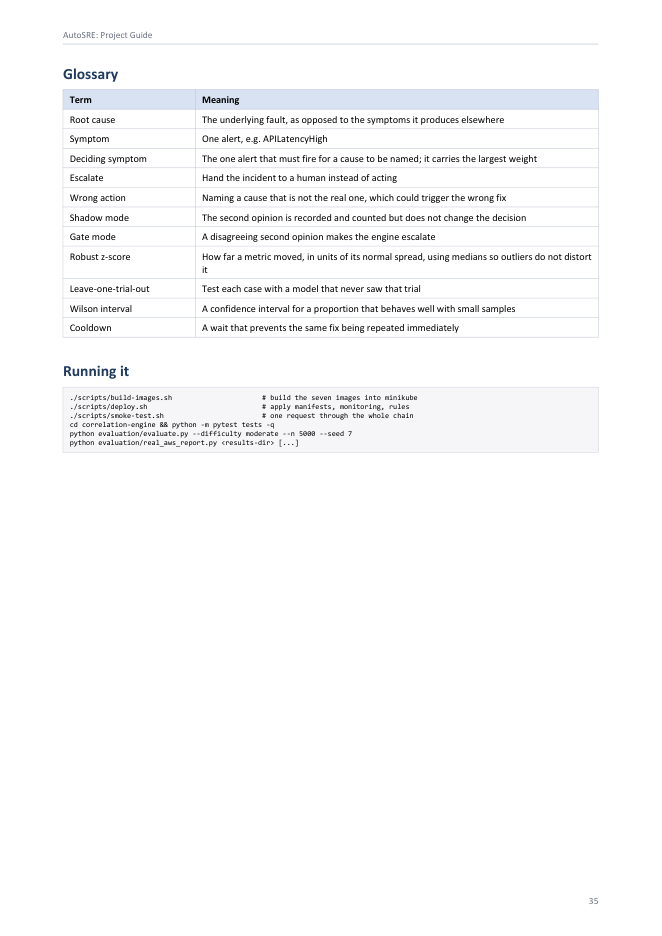 AutoSRE: Project Guide
Glossary
Term Meaning
Root cause The underlying fault, as opposed to the symptoms it produces elsewhere
Symptom One alert, e.g. APILatencyHigh
Deciding symptom The one alert that must fire for a cause to be named; it carries the largest weight
Escalate Hand the incident to a human instead of acting
Wrong action Naming a cause that is not the real one, which could trigger the wrong fix
Shadow mode The second opinion is recorded and counted but does not change the decision
Gate mode A disagreeing second opinion makes the engine escalate
Robust z-score How far a metric moved, in units of its normal spread, using medians so outliers do not distort
it
Leave-one-trial-out Test each case with a model that never saw that trial
Wilson interval A confidence interval for a proportion that behaves well with small samples
Cooldown A wait that prevents the same fix being repeated immediately
Running it
./scripts/build-images.sh # build the seven images into minikube
./scripts/deploy.sh # apply manifests, monitoring, rules
./scripts/smoke-test.sh # one request through the whole chain
cd correlation-engine && python -m pytest tests -q
python evaluation/evaluate.py --difficulty moderate --n 5000 --seed 7
python evaluation/real_aws_report.py <results-dir> [...]
35